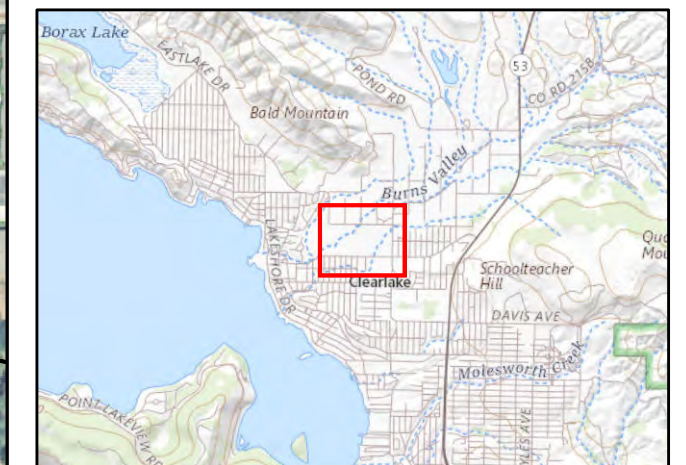 Borax Lake
EASTLAKE DR
POND RD
53
CO RD 215B
Bald Mountain
Burns Valley
LAKESHORE DR
Clearlake
Schoolteacher
Hill
DAVIS AVE
Molesworth Creek
POINT LAKEVIEW RD